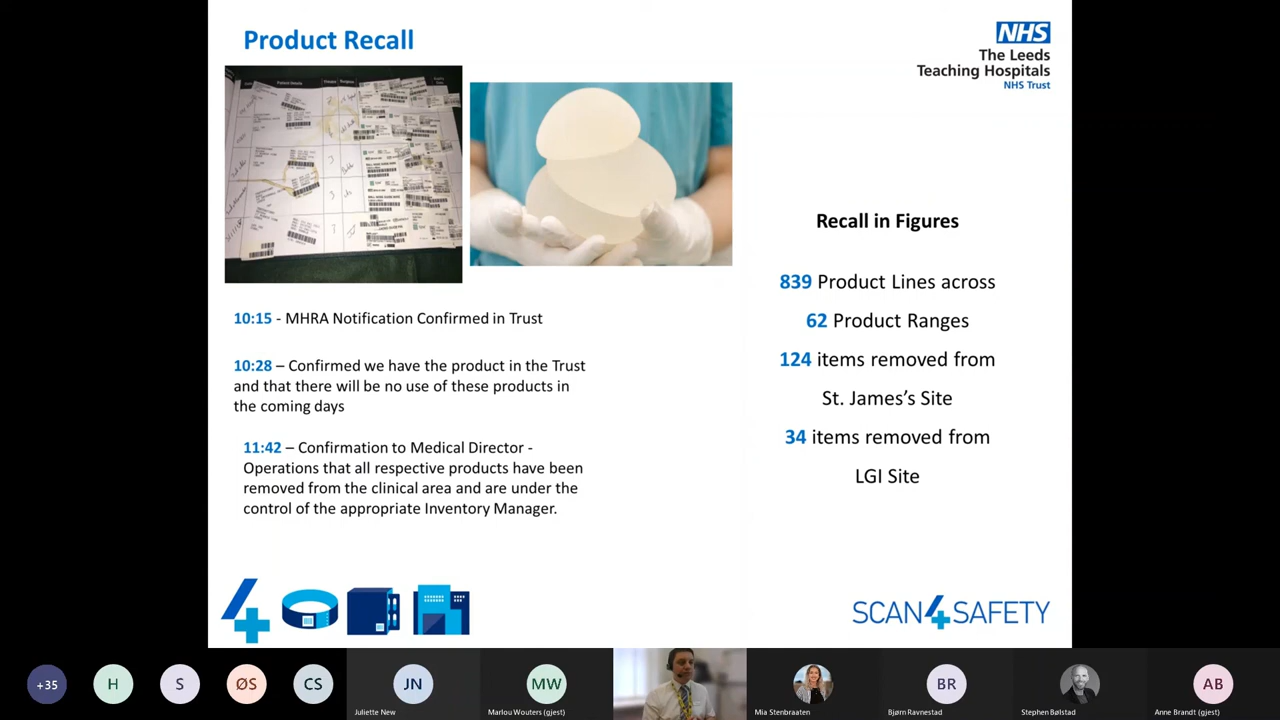 Product Recall
NHS
The Leeds
Teaching Hospitals
NHS Trust
Recall in Figures
839 Product Lines across
62 Product Ranges
124 items removed from
St. James’s Site
34 items removed from
LGI Site
10:15 - MHRA Notification Confirmed in Trust
10:28 – Confirmed we have the product in the Trust
and that there will be no use of these products in
the coming days
11:42 – Confirmation to Medical Director -
Operations that all respective products have been
removed from the clinical area and are under the
control of the appropriate Inventory Manager.
4
SCAN4SAFETY
+35
H
S
ØS
CS
JN
Juliette New
MW
Marlou Wouters (gjest)
Mia Stenbraaten
BR
Bjørn Ravnestad
Stephen Bølstad
AB
Anne Brandt (gjest)